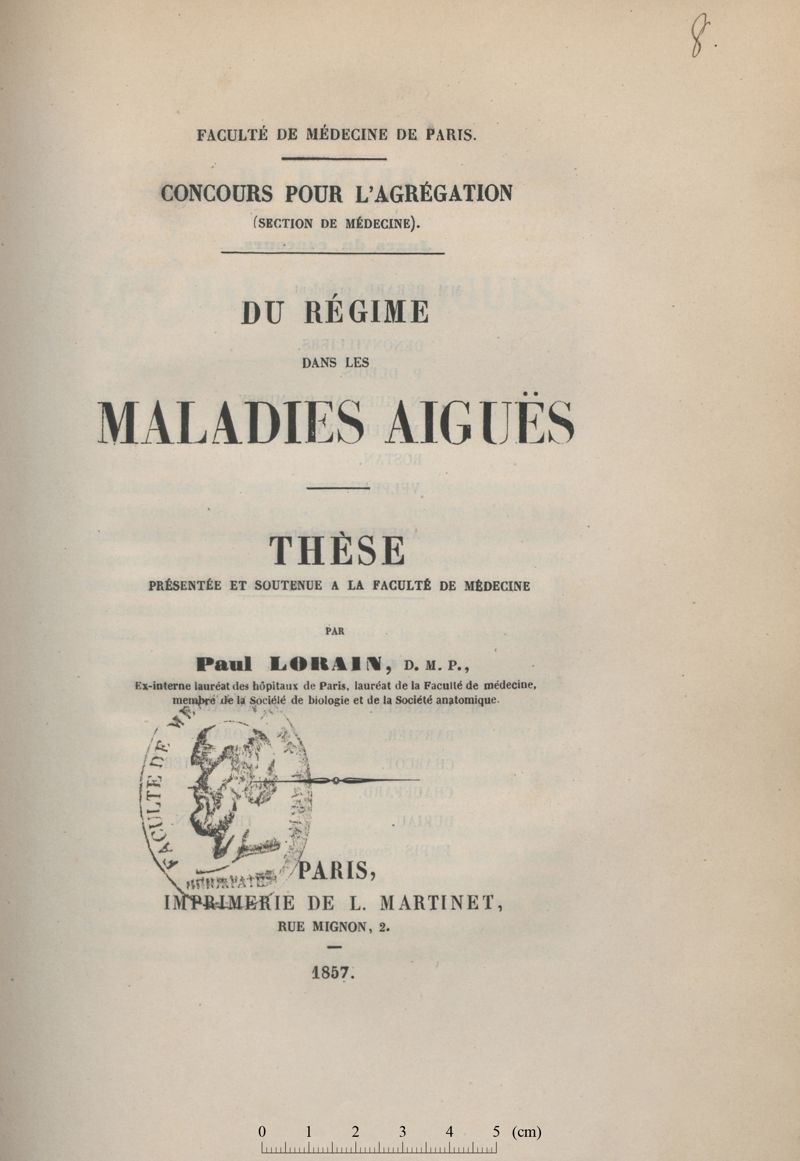 8.
FACULTÉ DE MÉDECINE DE PARIS.
CONCOURS POUR L'AGRÉGATION
(SECTION DE MÉDECINE).
DU RÉGIME
DANS LES
MALADIES AIGUËS
THÈSE
PRÉSENTÉE ET SOUTENUE A LA FACULTÉ DE MÉDECINE
PAR
Paul LORAIN, D. M. P.,
Ex-interne lauréat des hôpitaux de Paris, lauréat de la Faculté de médecine,
membre de la Société de biologie et de la Société anatomique.
FACULTÉ DE
PARIS,
IMPRIMERIE DE L. MARTINET,
RUE MIGNON, 2.
1857.
0 1 2 3 4 5 (cm)